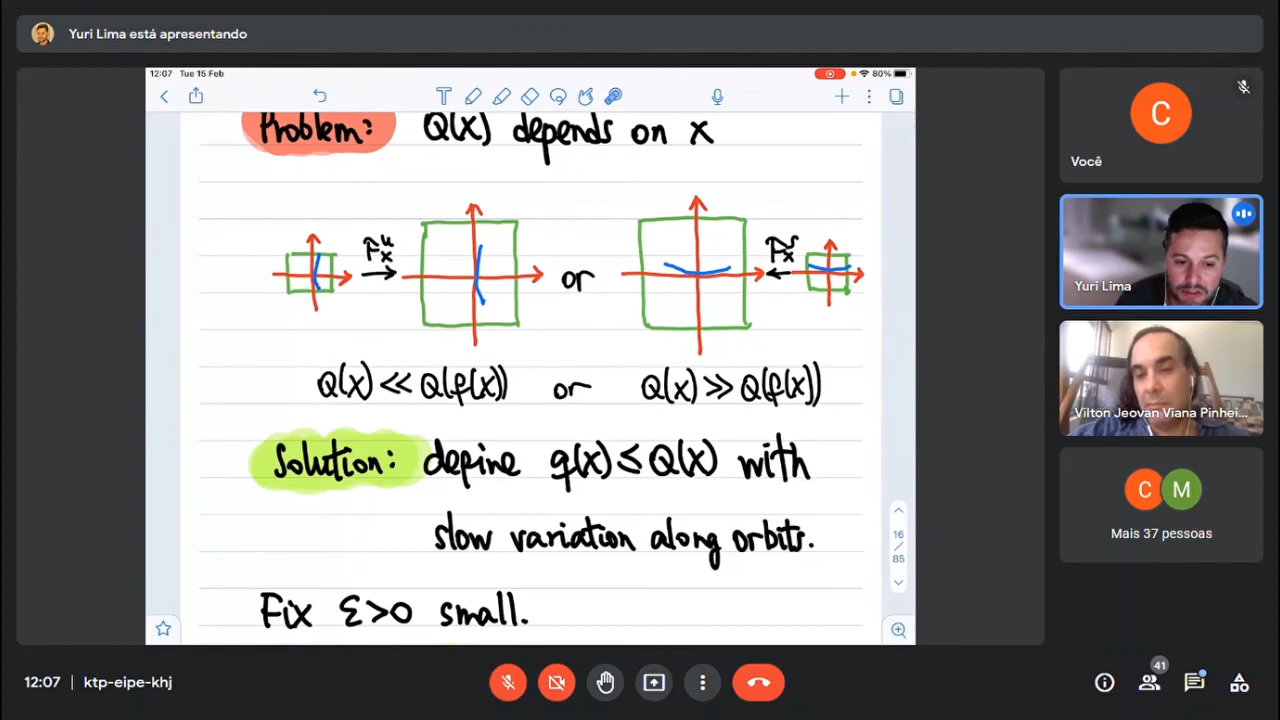 Yuri Lima está apresentando
12:07 Tue 15 Feb
80%
Problem: Q(x) depends on x
F_x^u
or
F_x^s
Q(x) << Q(f(x)) or Q(x) >> Q(f(x))
Solution: define q(x) ≤ Q(x) with
slow variation along orbits.
16
/
85
Fix ε>0 small.
C
Você
Yuri Lima
Vilton Jeovan Viana Pinhei...
C M
Mais 37 pessoas
12:07 | ktp-eipe-khj
41